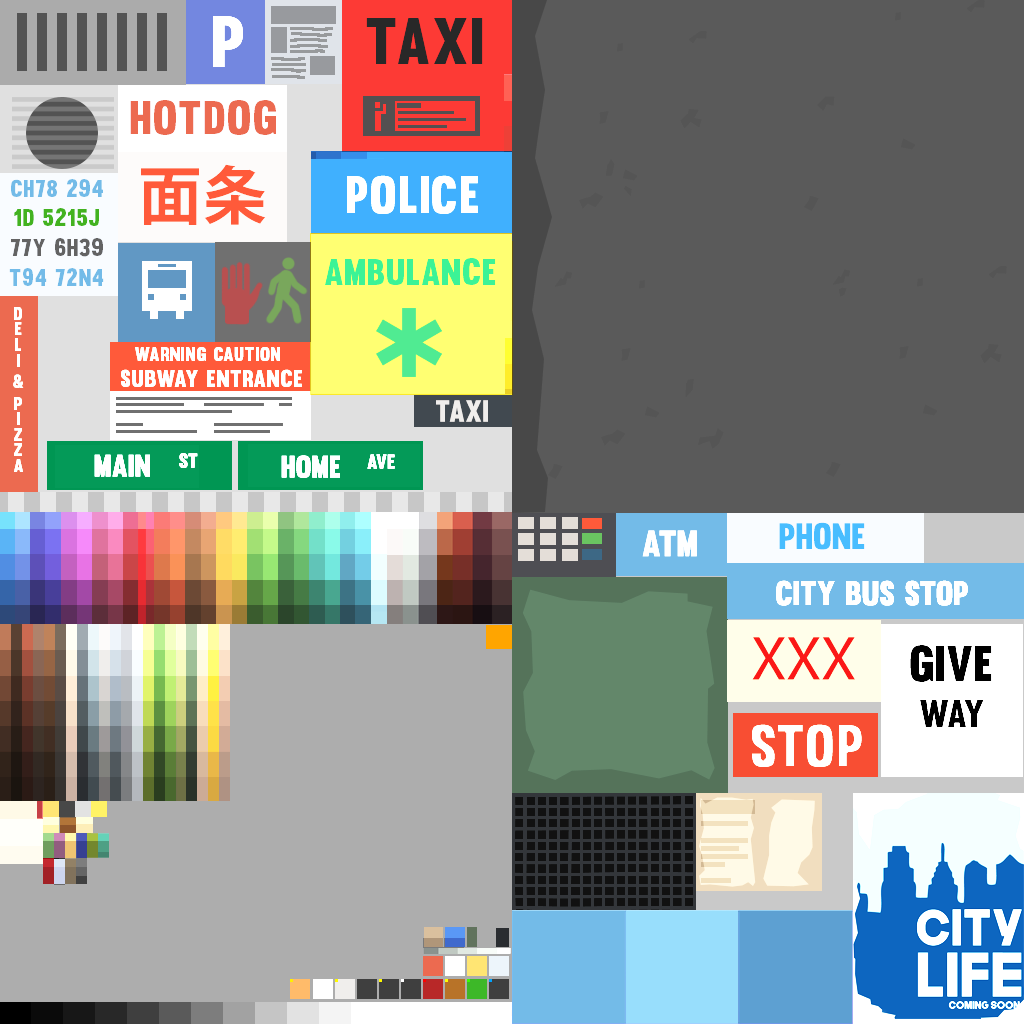 P
TAXI
HOTDOG
面条
CH78 294
1D 5215J
77Y 6H39
T94 72N4
POLICE
AMBULANCE
DELI & PIZZA
WARNING CAUTION
SUBWAY ENTRANCE
TAXI
MAIN ST
HOME AVE
ATM
PHONE
CITY BUS STOP
XXX
GIVE
WAY
STOP
CITY
LIFE
COMING SOON